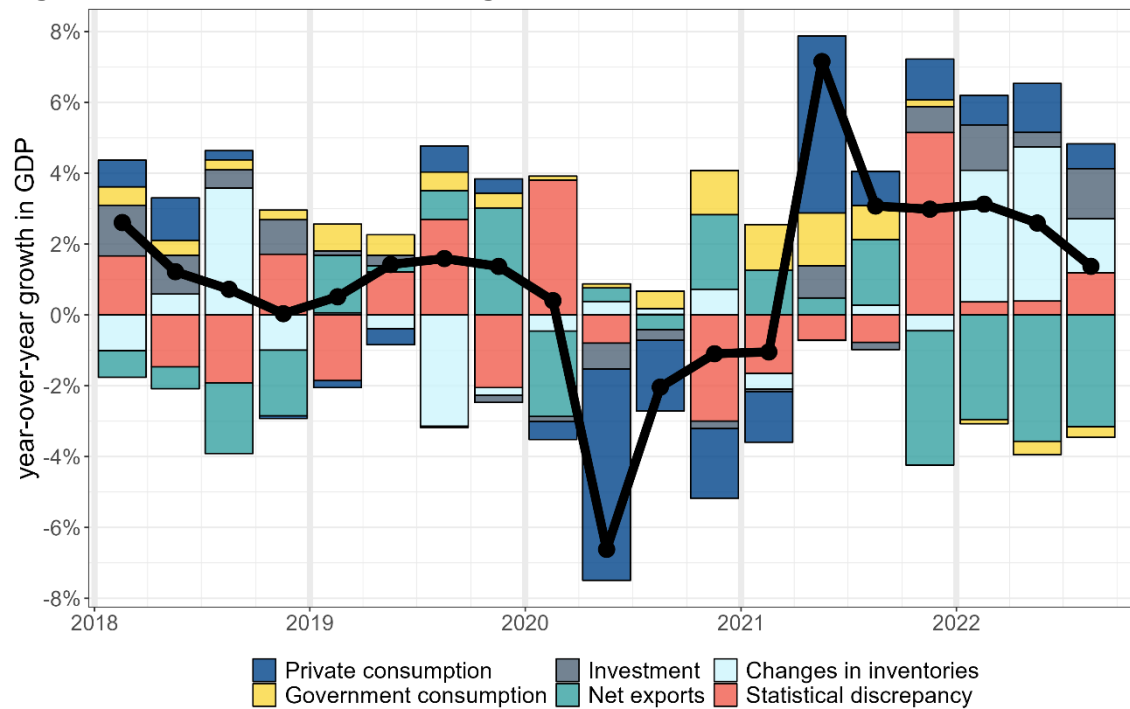 year-over-year growth in GDP
8%
6%
4%
2%
0%
-2%
-4%
-6%
-8%
2018 2019 2020 2021 2022
Private consumption Investment Changes in inventories
Government consumption Net exports Statistical discrepancy